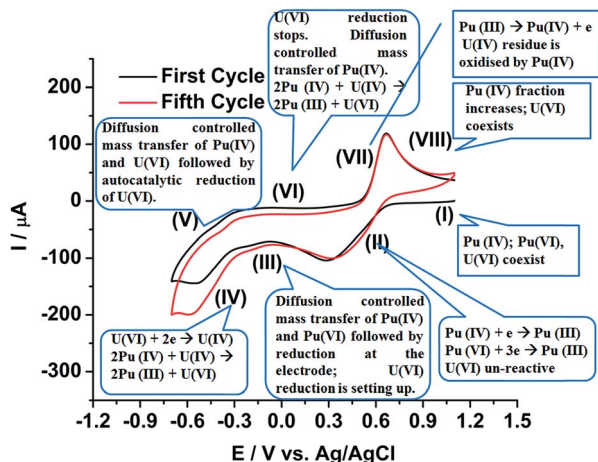 U(VI) reduction
stops. Diffusion
controlled mass
transfer of Pu(IV).
2Pu (IV) + U(IV) →
2Pu (III) + U(VI)
Pu (III) → Pu(IV) + e
U(IV) residue is
oxidised by Pu(IV)
Pu (IV) fraction
increases; U(VI)
coexists
First Cycle
Fifth Cycle
Diffusion controlled
mass transfer of Pu(IV)
and U(VI) followed by
autocatalytic reduction
of U(VI).
(V)
(VI)
(VII)
(VIII)
(I)
Pu (IV); Pu(VI),
U(VI) coexist
(II)
(III)
(IV)
U(VI) + 2e → U(IV)
2Pu (IV) + U(IV) →
2Pu (III) + U(VI)
Diffusion controlled
mass transfer of Pu(IV)
and Pu(VI) followed by
reduction at the
electrode; U(VI)
reduction is setting up.
Pu (IV) + e → Pu (III)
Pu (VI) + 3e → Pu (III)
U(VI) un-reactive
I / µA
200
100
0
-100
-200
-300
-1.2 -0.9 -0.6 -0.3 0.0 0.3 0.6 0.9 1.2 1.5
E / V vs. Ag/AgCl